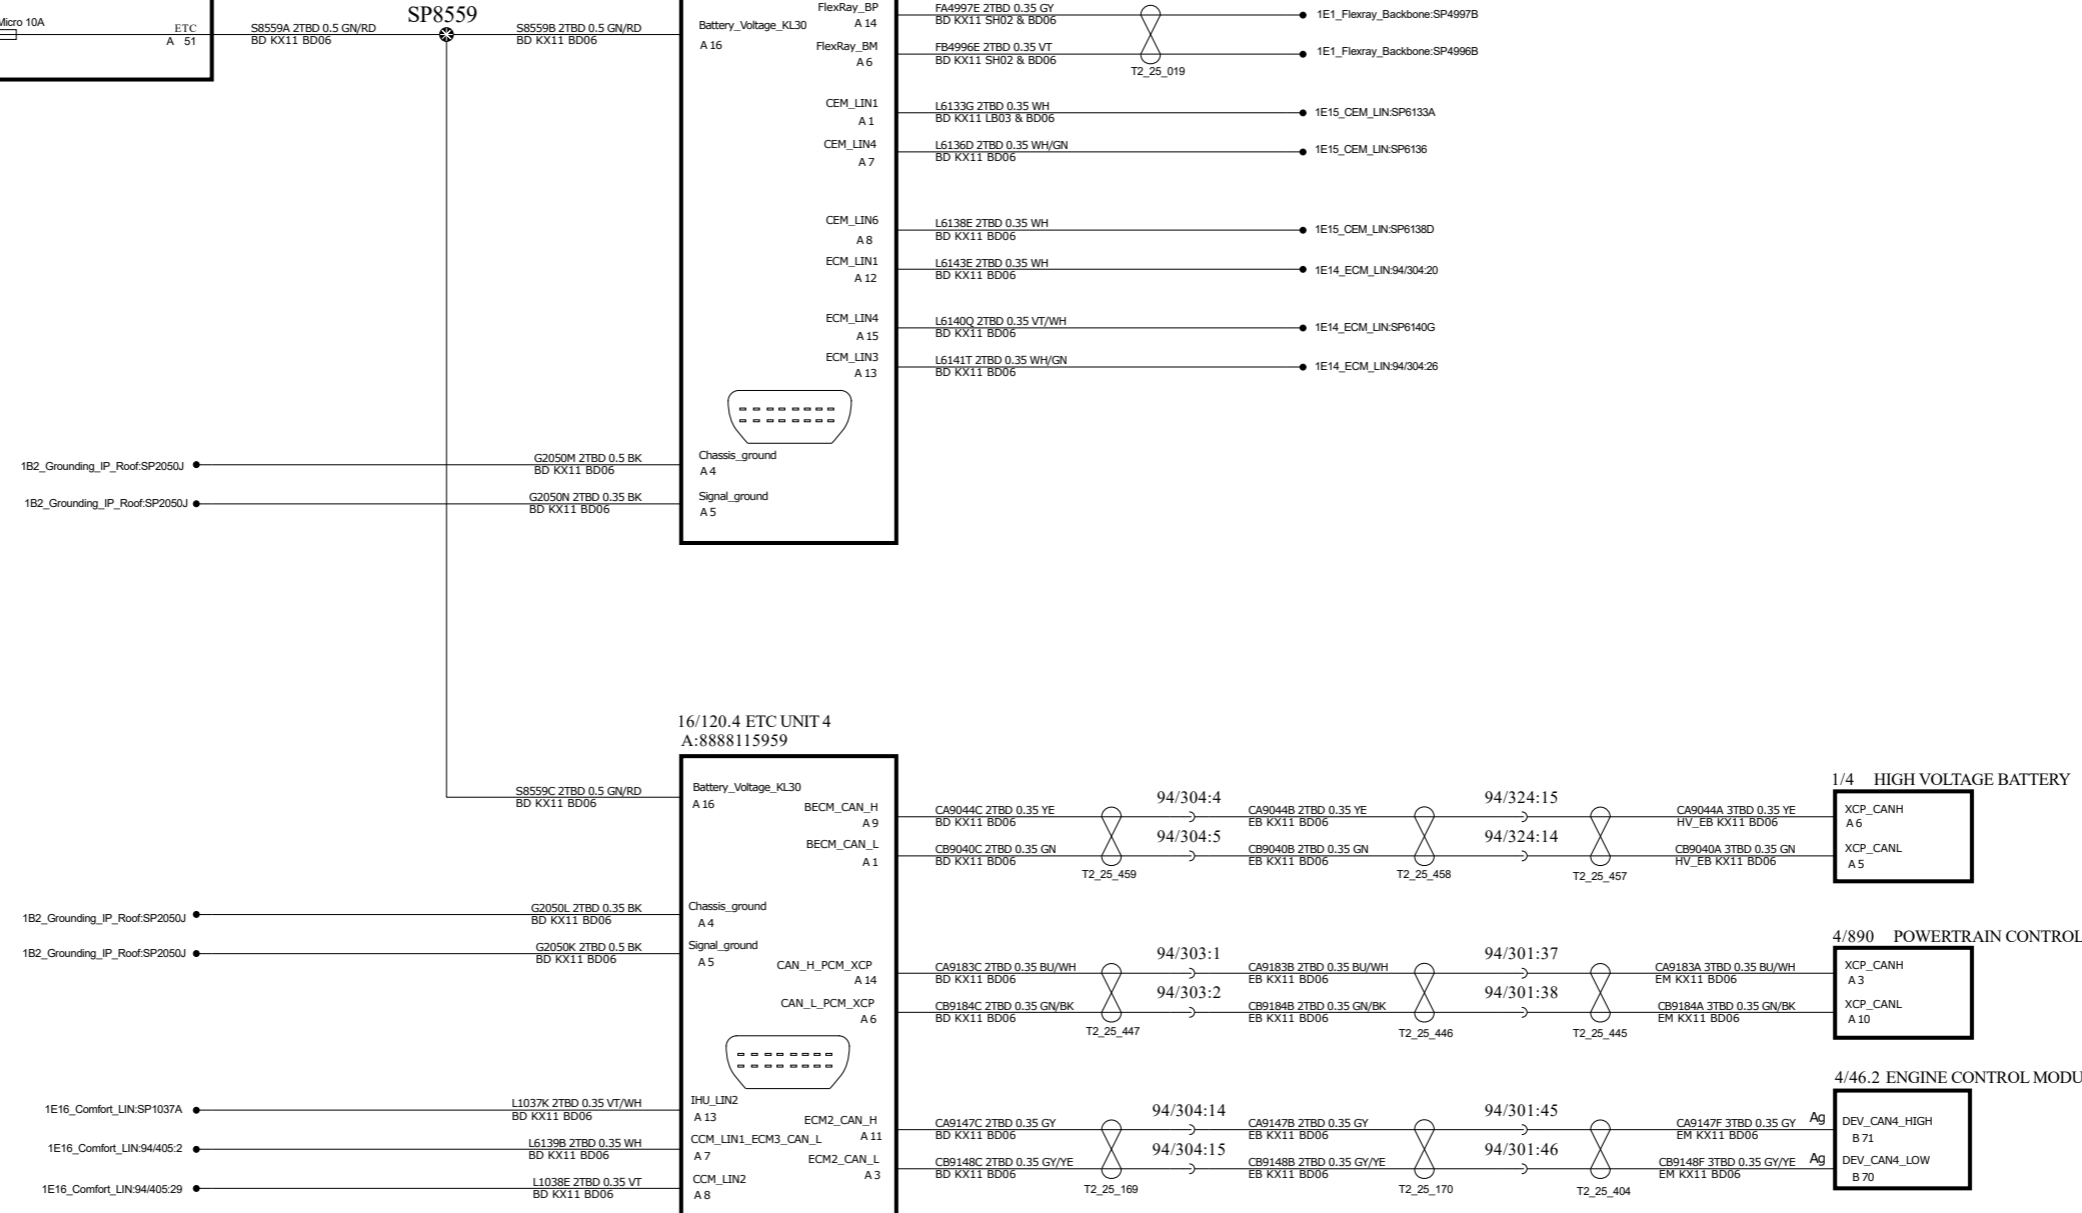 Micro 10A
ETC
A 51
S8559A 2TBD 0.5 GN/RD
BD KX11 BD06
SP8559
S8559B 2TBD 0.5 GN/RD
BD KX11 BD06
Battery_Voltage_KL30
A 16
FlexRay_BP
A 14
FlexRay_BM
A 6
FA4997E 2TBD 0.35 GY
BD KX11 SH02 & BD06
FB4996E 2TBD 0.35 VT
BD KX11 SH02 & BD06
T2_25_019
1E1_Flexray_Backbone:SP4997B
1E1_Flexray_Backbone:SP4996B
CEM_LIN1
A 1
L6133G 2TBD 0.35 WH
BD KX11 LB03 & BD06
1E15_CEM_LIN:SP6133A
CEM_LIN4
A 7
L6136D 2TBD 0.35 WH/GN
BD KX11 BD06
1E15_CEM_LIN:SP6136
CEM_LIN6
A 8
L6138E 2TBD 0.35 WH
BD KX11 BD06
1E15_CEM_LIN:SP6138D
ECM_LIN1
A 12
L6143E 2TBD 0.35 WH
BD KX11 BD06
1E14_ECM_LIN:94/304:20
ECM_LIN4
A 15
L6140Q 2TBD 0.35 VT/WH
BD KX11 BD06
1E14_ECM_LIN:SP6140G
ECM_LIN3
A 13
L6141T 2TBD 0.35 WH/GN
BD KX11 BD06
1E14_ECM_LIN:94/304:26
1B2_Grounding_IP_Roof:SP2050J
G2050M 2TBD 0.5 BK
BD KX11 BD06
Chassis_ground
A 4
1B2_Grounding_IP_Roof:SP2050J
G2050N 2TBD 0.35 BK
BD KX11 BD06
Signal_ground
A 5
16/120.4 ETC UNIT 4
A:8888115959
S8559C 2TBD 0.5 GN/RD
BD KX11 BD06
Battery_Voltage_KL30
A 16
BECM_CAN_H
A 9
BECM_CAN_L
A 1
CA9044C 2TBD 0.35 YE
BD KX11 BD06
CB9040C 2TBD 0.35 GN
BD KX11 BD06
T2_25_459
94/304:4
94/304:5
CA9044B 2TBD 0.35 YE
EB KX11 BD06
CB9040B 2TBD 0.35 GN
EB KX11 BD06
T2_25_458
94/324:15
94/324:14
T2_25_457
CA9044A 3TBD 0.35 YE
HV_EB KX11 BD06
CB9040A 3TBD 0.35 GN
HV_EB KX11 BD06
1/4 HIGH VOLTAGE BATTERY
XCP_CANH
A 6
XCP_CANL
A 5
1B2_Grounding_IP_Roof:SP2050J
G2050L 2TBD 0.35 BK
BD KX11 BD06
Chassis_ground
A 4
1B2_Grounding_IP_Roof:SP2050J
G2050K 2TBD 0.5 BK
BD KX11 BD06
Signal_ground
A 5
CAN_H_PCM_XCP
A 14
CAN_L_PCM_XCP
A 6
CA9183C 2TBD 0.35 BU/WH
BD KX11 BD06
CB9184C 2TBD 0.35 GN/BK
BD KX11 BD06
T2_25_447
94/303:1
94/303:2
CA9183B 2TBD 0.35 BU/WH
EB KX11 BD06
CB9184B 2TBD 0.35 GN/BK
EB KX11 BD06
T2_25_446
94/301:37
94/301:38
T2_25_445
CA9183A 3TBD 0.35 BU/WH
EM KX11 BD06
CB9184A 3TBD 0.35 GN/BK
EM KX11 BD06
4/890 POWERTRAIN CONTROL
XCP_CANH
A 3
XCP_CANL
A 10
1E16_Comfort_LIN:SP1037A
L1037K 2TBD 0.35 VT/WH
BD KX11 BD06
IHU_LIN2
A 13
1E16_Comfort_LIN:94/405:2
L6139B 2TBD 0.35 WH
BD KX11 BD06
CCM_LIN1_ECM3_CAN_L
A 7
1E16_Comfort_LIN:94/405:29
L1038E 2TBD 0.35 VT
BD KX11 BD06
CCM_LIN2
A 8
ECM2_CAN_H
A 11
ECM2_CAN_L
A 3
CA9147C 2TBD 0.35 GY
BD KX11 BD06
CB9148C 2TBD 0.35 GY/YE
BD KX11 BD06
T2_25_169
94/304:14
94/304:15
CA9147B 2TBD 0.35 GY
EB KX11 BD06
CB9148B 2TBD 0.35 GY/YE
EB KX11 BD06
T2_25_170
94/301:45
94/301:46
T2_25_404
CA9147F 3TBD 0.35 GY
EM KX11 BD06
CB9148F 3TBD 0.35 GY/YE
EM KX11 BD06
Ag
Ag
4/46.2 ENGINE CONTROL MODU
DEV_CAN4_HIGH
B 71
DEV_CAN4_LOW
B 70